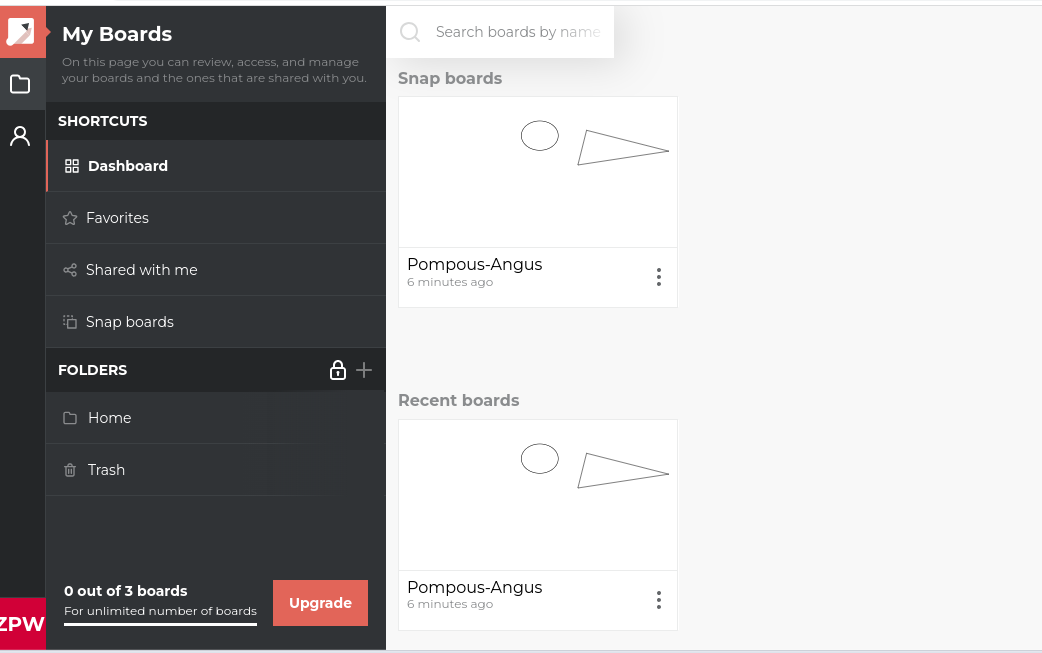 My Boards
On this page you can review, access, and manage
your boards and the ones that are shared with you.
SHORTCUTS
Dashboard
Favorites
Shared with me
Snap boards
FOLDERS
Home
Trash
0 out of 3 boards
For unlimited number of boards
Upgrade
ZPW
Search boards by name
Snap boards
Pompous-Angus
6 minutes ago
Recent boards
Pompous-Angus
6 minutes ago